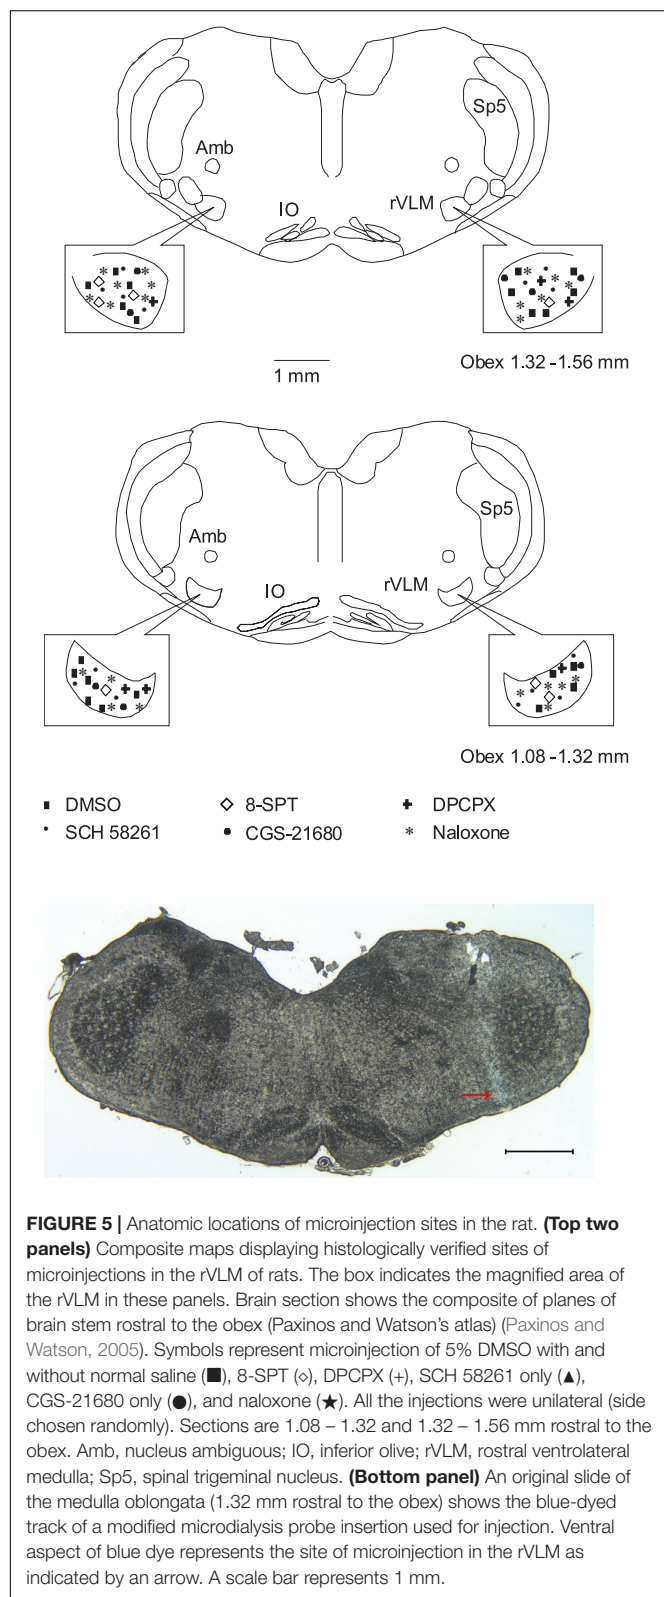 Sp5
Amb
IO
rVLM
1 mm
Obex 1.32 -1.56 mm
Sp5
Amb
IO
rVLM
Obex 1.08 -1.32 mm
■ DMSO ◇ 8-SPT ✚ DPCPX
• SCH 58261 ● CGS-21680 * Naloxone
FIGURE 5 | Anatomic locations of microinjection sites in the rat. (Top two
panels) Composite maps displaying histologically verified sites of
microinjections in the rVLM of rats. The box indicates the magnified area of
the rVLM in these panels. Brain section shows the composite of planes of
brain stem rostral to the obex (Paxinos and Watson's atlas) (Paxinos and
Watson, 2005). Symbols represent microinjection of 5% DMSO with and
without normal saline (■), 8-SPT (⋄), DPCPX (+), SCH 58261 only (▲),
CGS-21680 only (●), and naloxone (★). All the injections were unilateral (side
chosen randomly). Sections are 1.08 – 1.32 and 1.32 – 1.56 mm rostral to the
obex. Amb, nucleus ambiguus; IO, inferior olive; rVLM, rostral ventrolateral
medulla; Sp5, spinal trigeminal nucleus. (Bottom panel) An original slide of
the medulla oblongata (1.32 mm rostral to the obex) shows the blue-dyed
track of a modified microdialysis probe insertion used for injection. Ventral
aspect of blue dye represents the site of microinjection in the rVLM as
indicated by an arrow. A scale bar represents 1 mm.